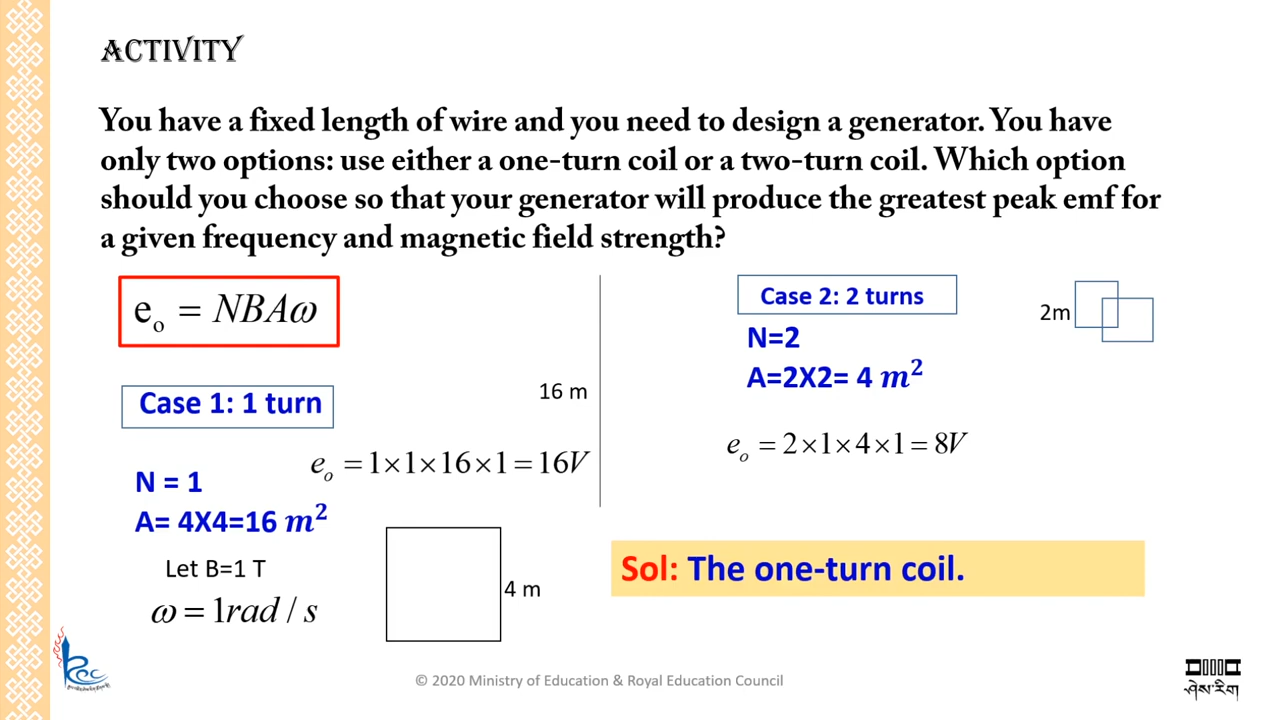 ACTIVITY
You have a fixed length of wire and you need to design a generator. You have
only two options: use either a one-turn coil or a two-turn coil. Which option
should you choose so that your generator will produce the greatest peak emf for
a given frequency and magnetic field strength?
eₒ = NBAω
16 m
Case 1: 1 turn
eₒ = 1×1×16×1=16V
N = 1
A= 4X4=16 m²
Let B=1 T
ω = 1rad / s
4 m
Case 2: 2 turns
2m
N=2
A=2X2= 4 m²
eₒ = 2×1×4×1=8V
Sol: The one-turn coil.
© 2020 Ministry of Education & Royal Education Council
ཤེས་རིག